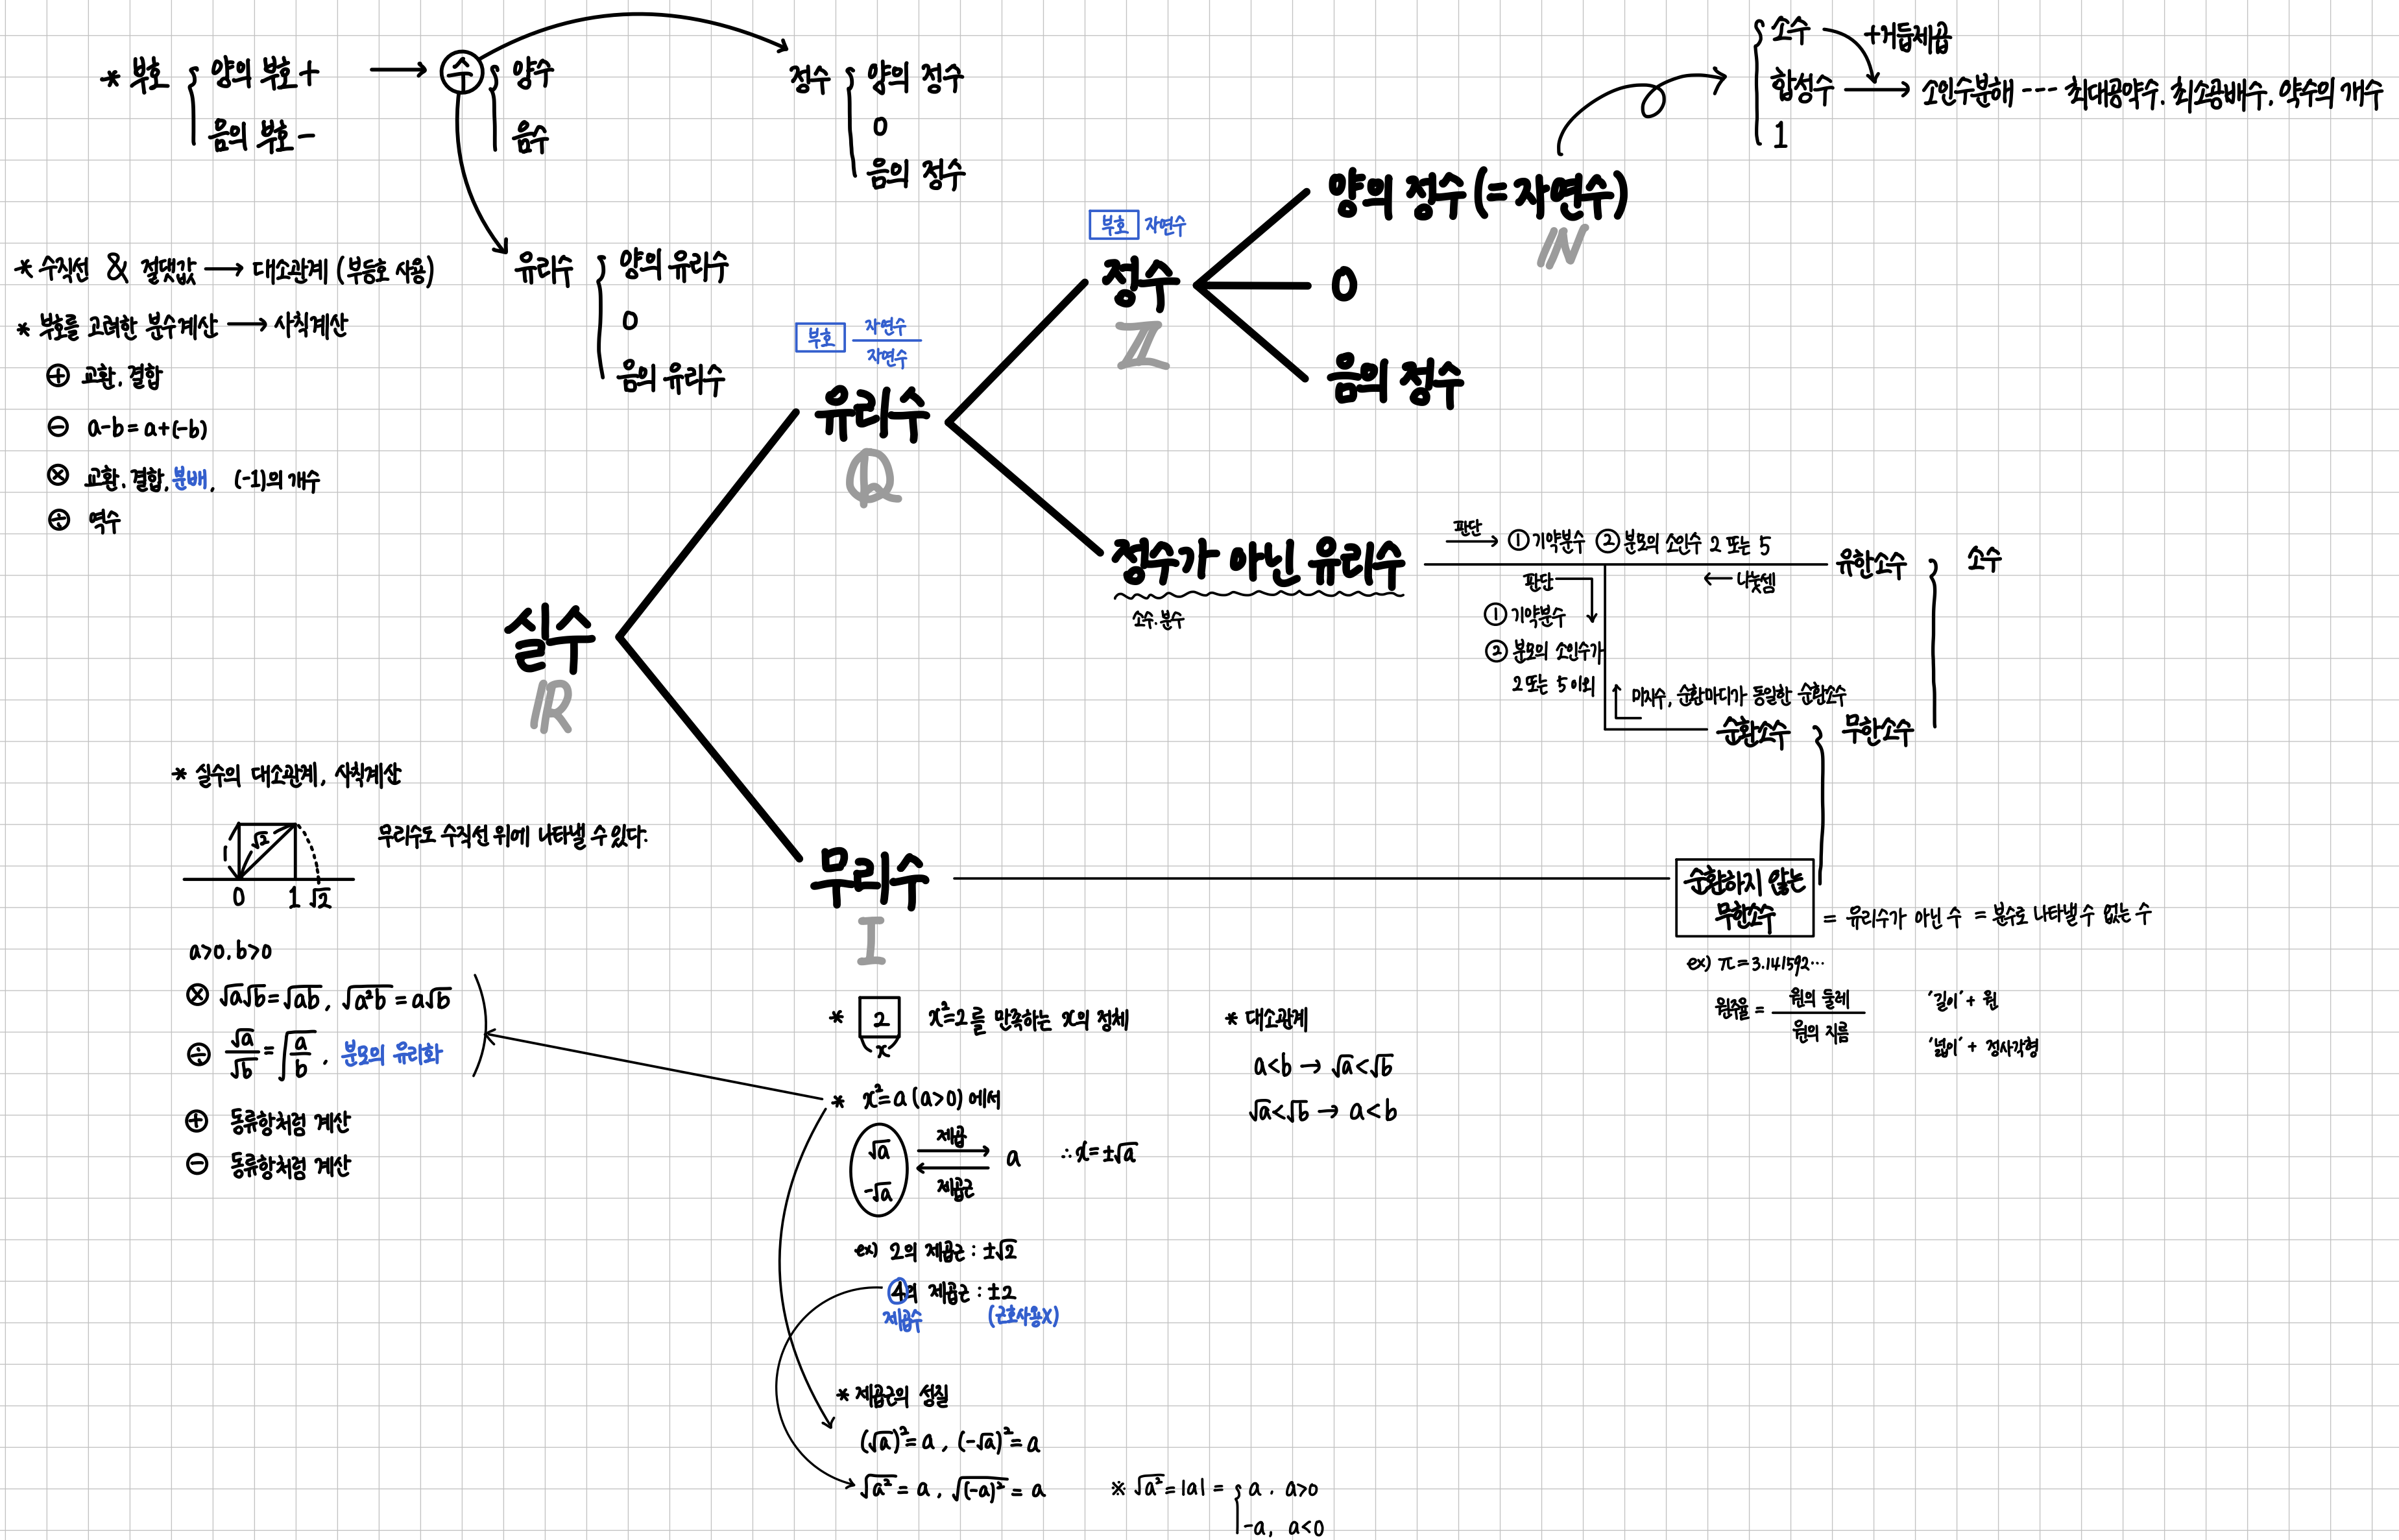 * 부호 { 양의 부호 +
음의 부호 -
수 { 양수
음수
정수 { 양의 정수
0
음의 정수
유리수 { 양의 유리수
0
음의 유리수
* 수직선 & 절댓값 → 대소관계 (부등호 사용)
* 부호를 고려한 분수계산 → 사칙계산
⊕ 교환, 결합
⊖ a-b = a+(-b)
⊗ 교환, 결합, 분배, (-1)의 개수
⊕ 역수
소수 +거듭제곱
합성수 → 소인수분해 --- 최대공약수, 최소공배수, 약수의 개수
1
양의 정수 (= 자연수)
N
0
음의 정수
부호 자연수
정수
Z
부호 자연수
자연수
유리수
Q
정수가 아닌 유리수
소수, 분수
판단 → ① 기약분수 ② 분모의 소인수 2 또는 5
← 나눗셈
유한소수
소수
판단
① 기약분수
② 분모의 소인수가
2 또는 5 이외
미지수, 순환마디가 동일한 순환소수
순환소수
무한소수
실수
R
무리수
I
순환하지 않는
무한소수
= 유리수가 아닌 수 = 분수로 나타낼 수 없는 수
ex) π = 3.141592···
원주율 = 원의 둘레
원의 지름
'길이' + 원
'넓이' + 정사각형
* 실수의 대소관계, 사칙계산
무리수도 수직선 위에 나타낼 수 있다.
1 √2
0 1 √2
a>0, b>0
⊗ √a√b = √ab, √a²b = a√b
÷ √a/√b = √(a/b), 분모의 유리화
⊕ 동류항처럼 계산
⊖ 동류항처럼 계산
* 2 x²=2를 만족하는 x의 정체
x
* x²=a (a>0) 에서
√a 제곱 → a ∴ x=±√a
-√a ← 제곱근
ex) 2의 제곱근 : ±√2
4의 제곱근 : ±2
제곱수 (근호사용X)
* 대소관계
a<b → √a<√b
√a<√b → a<b
* 제곱근의 성질
(√a)² = a, (-√a)² = a
√a² = a, √(-a)² = a
※ √a² = |a| = { a, a>0
-a, a<0